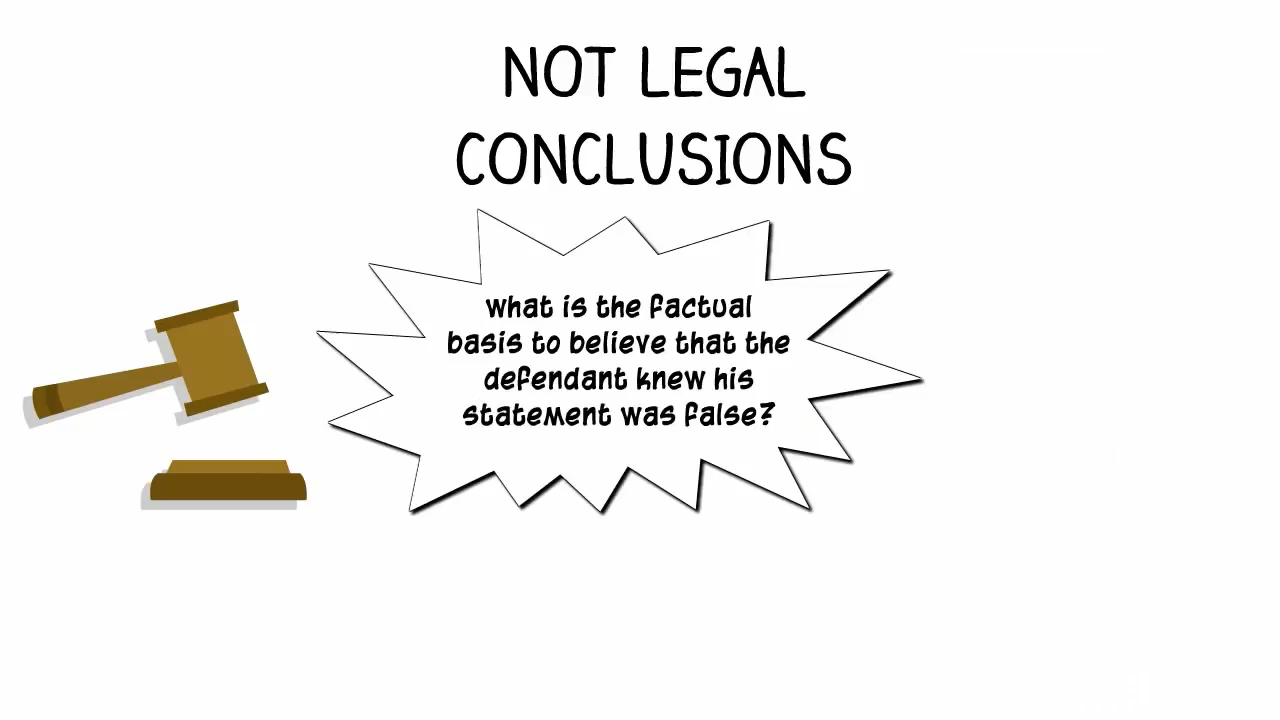 NOT LEGAL
CONCLUSIONS
what is the factual
basis to believe that the
defendant knew his
statement was false?